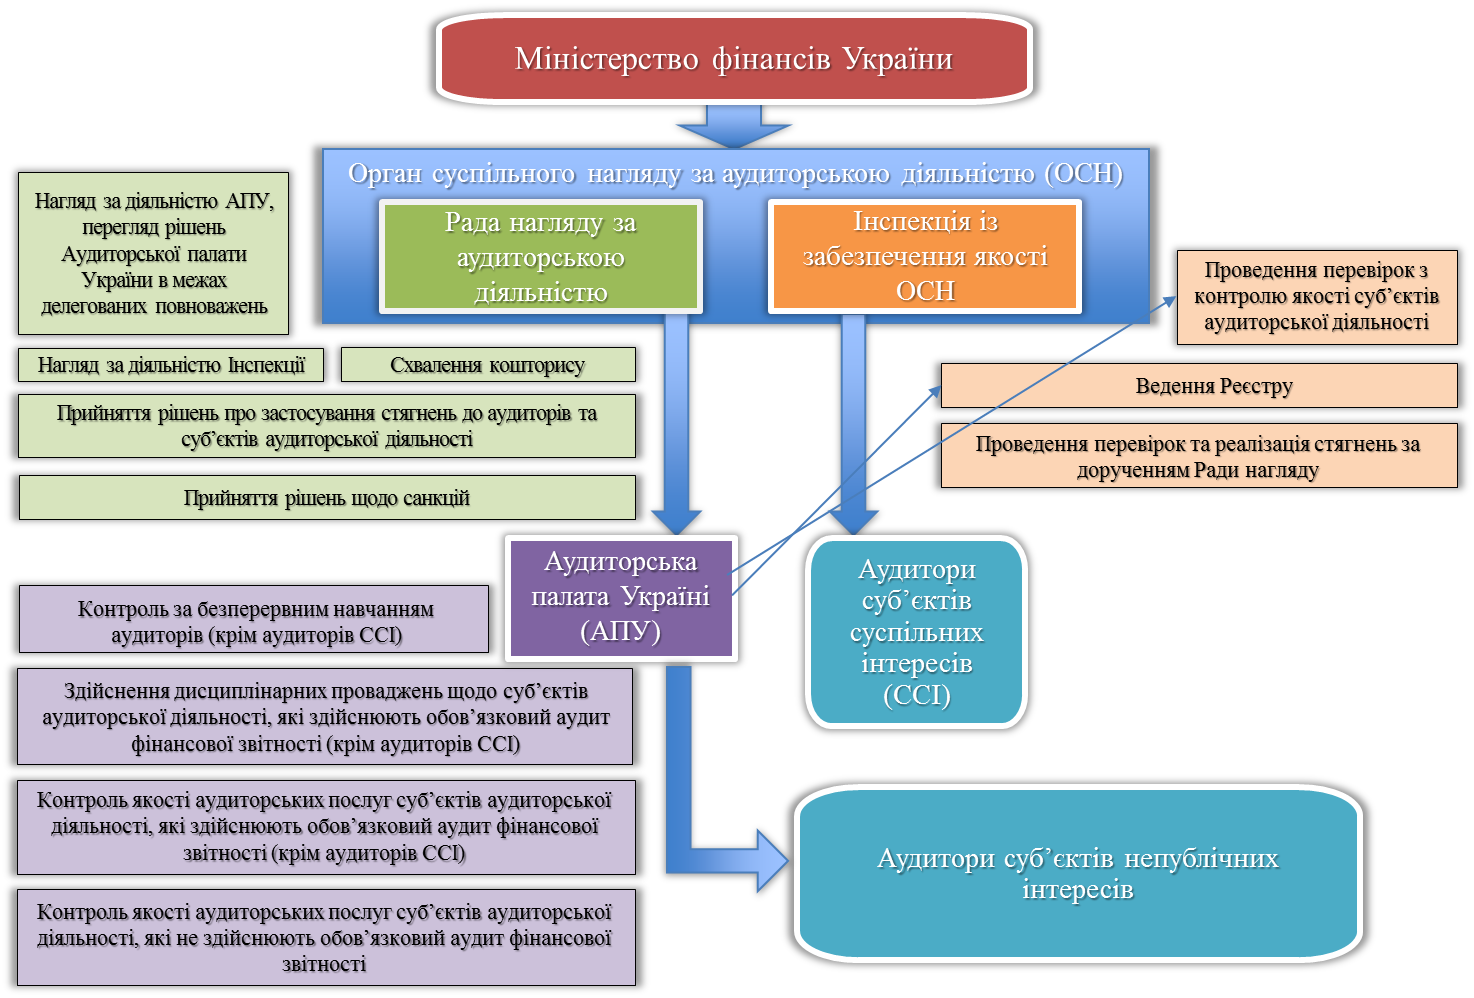 Міністерство фінансів України
Орган суспільного нагляду за аудиторською діяльністю (ОСН)
Рада нагляду за
аудиторською
діяльністю
Інспекція із
забезпечення якості
ОСН
Нагляд за діяльністю АПУ,
перегляд рішень
Аудиторської палати
України в межах
делегованих повноважень
Нагляд за діяльністю Інспекції
Схвалення кошторису
Прийняття рішень про застосування стягнень до аудиторів та
суб’єктів аудиторської діяльності
Прийняття рішень щодо санкцій
Проведення перевірок з
контролю якості суб’єктів
аудиторської діяльності
Ведення Реєстру
Проведення перевірок та реалізація стягнень за
дорученням Ради нагляду
Аудиторська
палата Україні
(АПУ)
Аудитори
суб’єктів
суспільних
інтересів
(ССІ)
Контроль за безперервним навчанням
аудиторів (крім аудиторів ССІ)
Здійснення дисциплінарних проваджень щодо суб’єктів
аудиторської діяльності, які здійснюють обов’язковий аудит
фінансової звітності (крім аудиторів ССІ)
Контроль якості аудиторських послуг суб’єктів аудиторської
діяльності, які здійснюють обов’язковий аудит фінансової
звітності (крім аудиторів ССІ)
Контроль якості аудиторських послуг суб’єктів аудиторської
діяльності, які не здійснюють обов’язковий аудит фінансової
звітності
Аудитори суб’єктів непублічних
інтересів